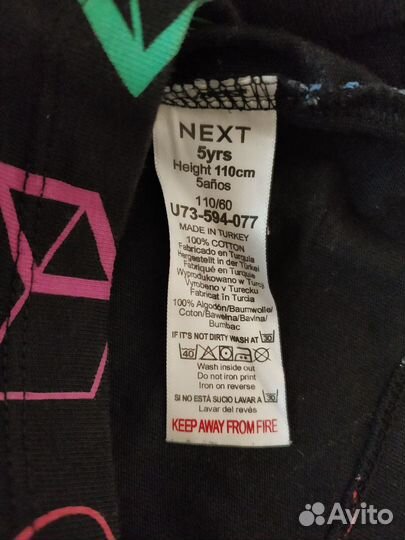 NEXT
5yrs
Height 110cm
5años
110/60
U73-594-077
MADE IN TURKEY
100% COTTON
Fabricado en Turquia
Hergestellt in der Türkei
Fabriqué en Turquie
Wyprodukowano w Turcji
Vyrobeno v Turecku
Fabricat în Turcia
100% Algodón/Baumwolle/
Coton/Bawełna/Bavlna/
Bumbac
IF IT'S NOT DIRTY WASH AT 30
40
Wash inside out
Do not iron print
Iron on reverse
SI NO ESTÁ SUCIO LAVAR A 30
Lavar del revés
KEEP AWAY FROM FIRE
Avito